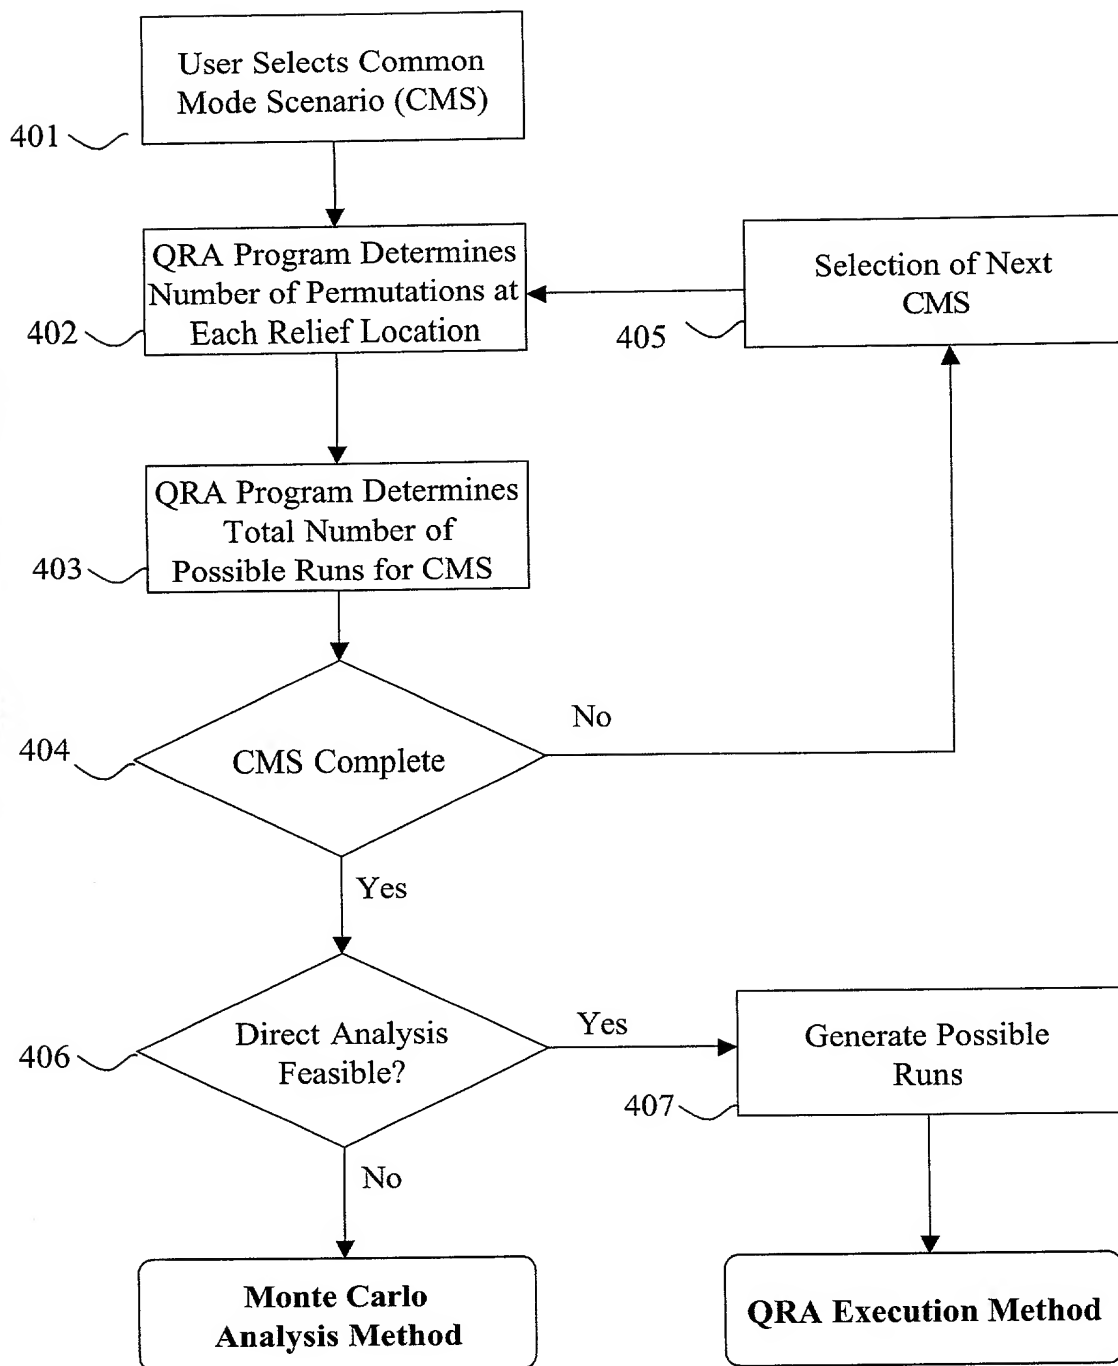 User Selects Common
Mode Scenario (CMS)
401
QRA Program Determines
Number of Permutations at
Each Relief Location
402
Selection of Next
CMS
405
QRA Program Determines
Total Number of
Possible Runs for CMS
403
No
404
CMS Complete
Yes
Direct Analysis
Feasible?
406
Yes
Generate Possible
Runs
407
No
Monte Carlo
Analysis Method
QRA Execution Method